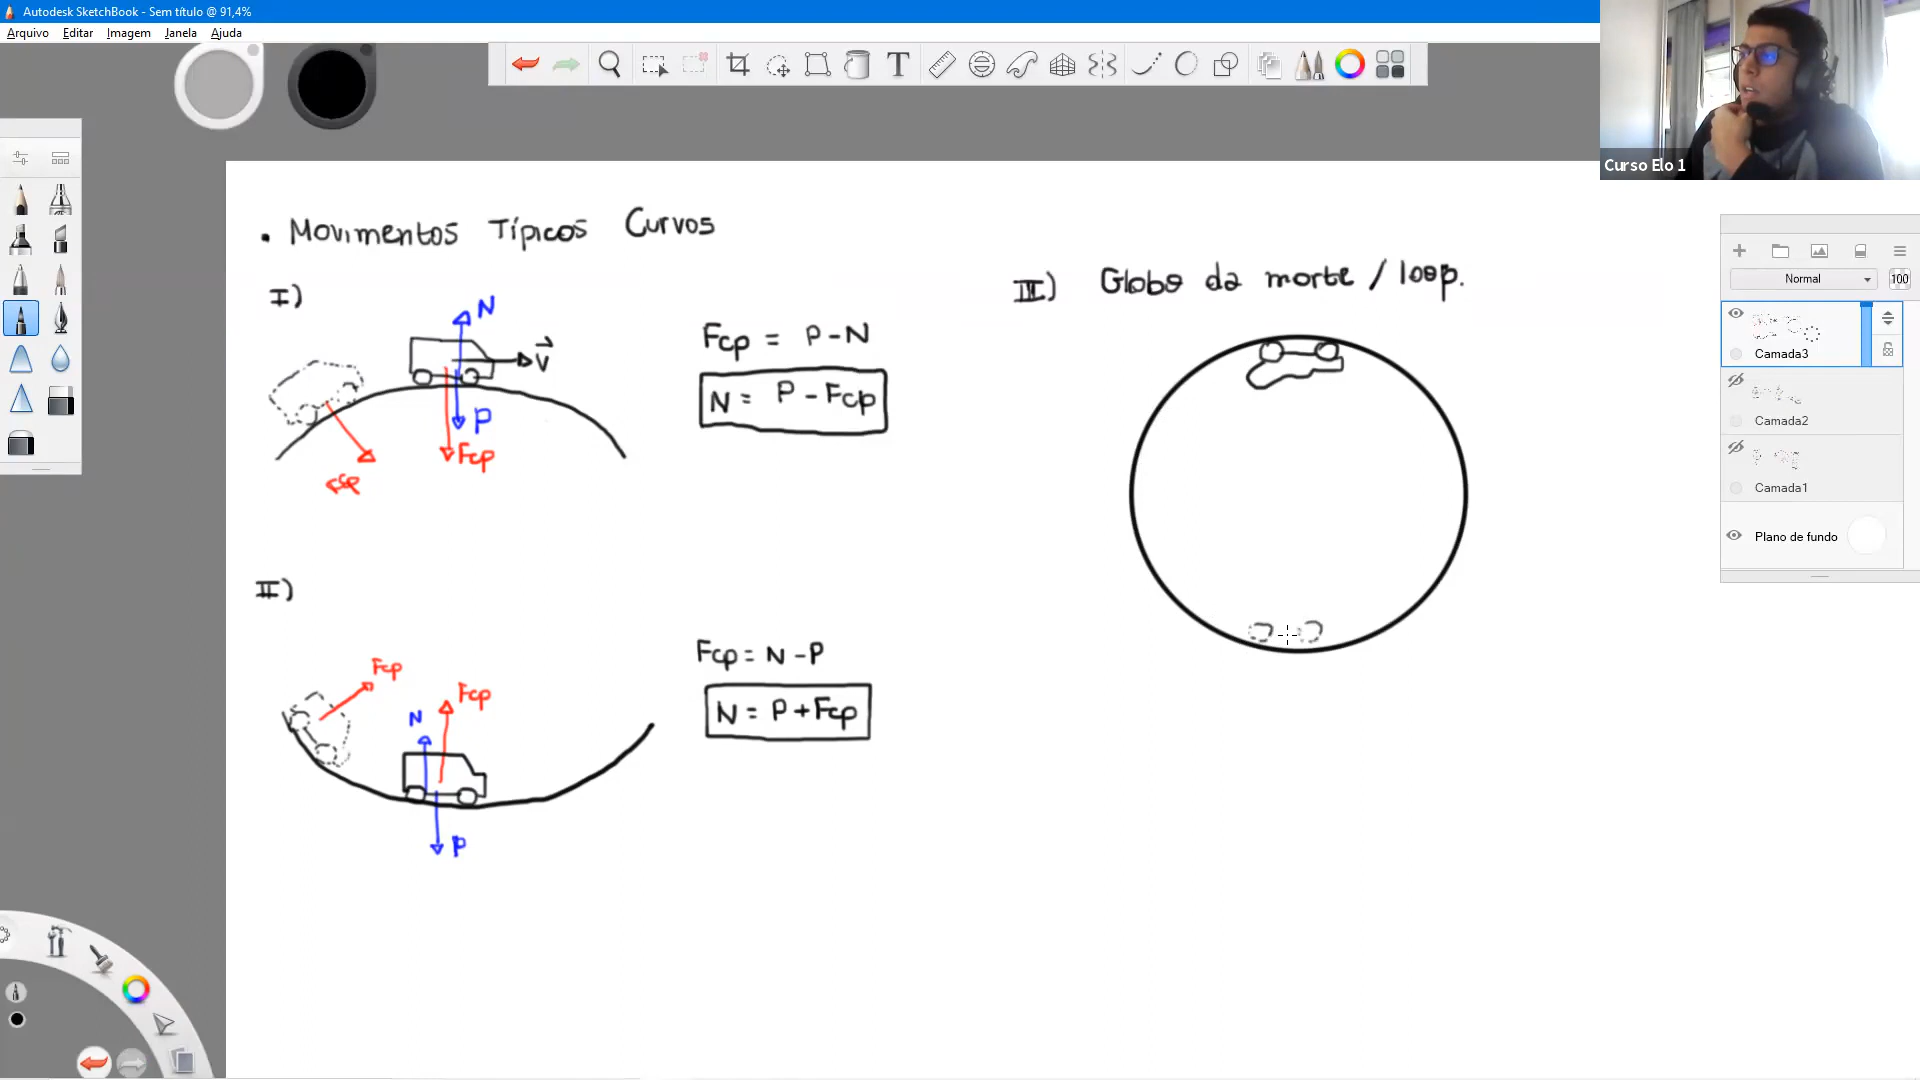 Autodesk SketchBook - Sem título @ 91,4%
Arquivo Editar Imagem Janela Ajuda
Curso Elo 1
• Movimentos Típicos Curvos
I)
N
V
P
Fcp
Fcp = P - N
N = P - Fcp
II)
Fcp
Fcp
N
P
Fcp = N - P
N = P + Fcp
III) Globo da morte / loop.
Normal
100
Camada3
Camada2
Camada1
Plano de fundo